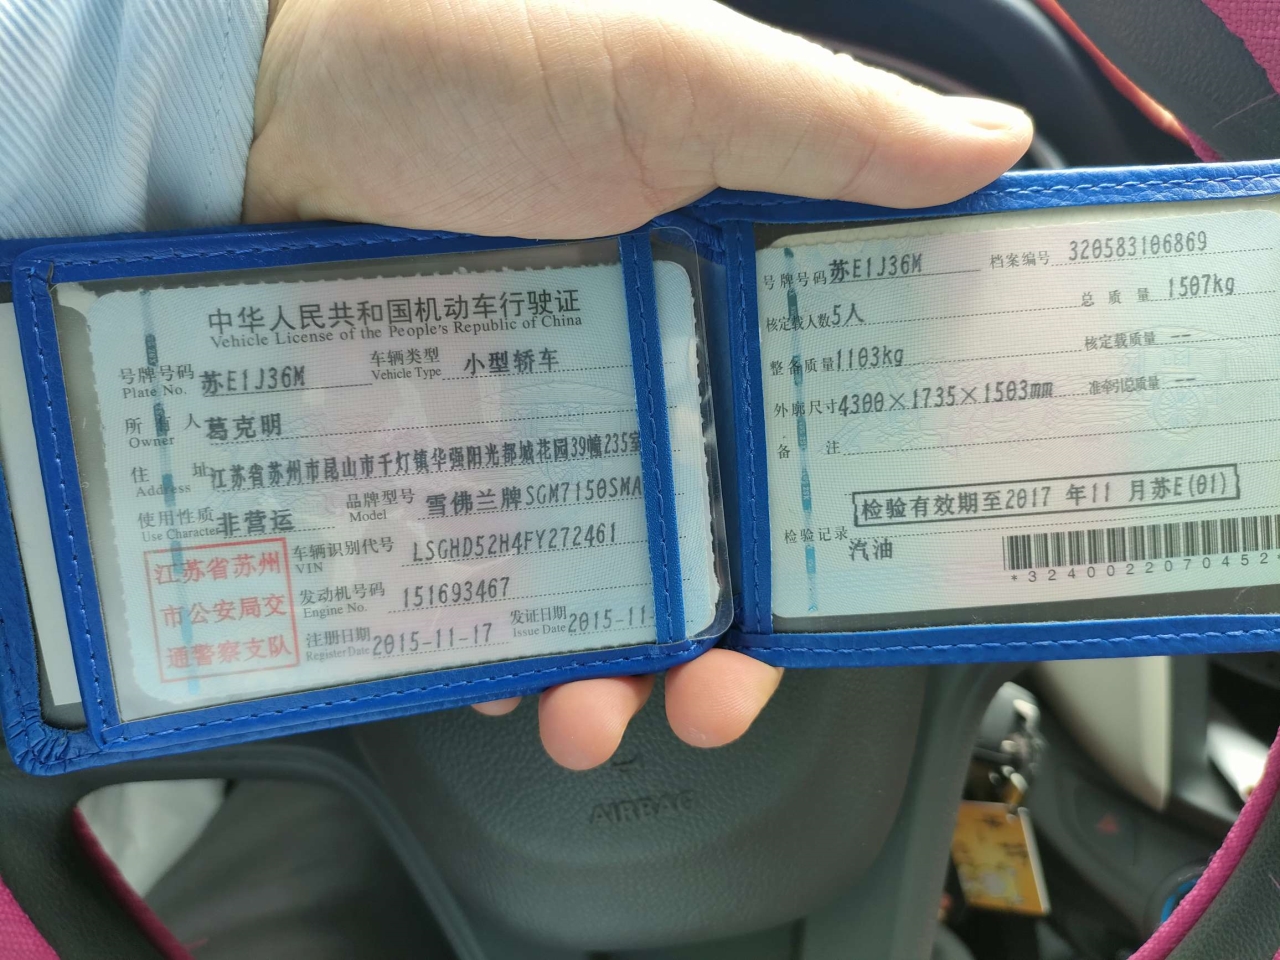 中华人民共和国机动车行驶证
Vehicle License of the People's Republic of China
号牌号码 苏E1J36M 车辆类型 小型轿车
Plate No. Vehicle Type
所有人 葛克明
Owner
住址 江苏省苏州市昆山市千灯镇华强阳光都城花园39幢235室
Address
使用性质 非营运 品牌型号 雪佛兰牌SGM7150SMA
Use Character Model
车辆识别代号 LSGHD52H4FY272461
VIN
发动机号码 151693467
Engine No.
注册日期 2015-11-17 发证日期 2015-11-
Register Date Issue Date
江苏省苏州
市公安局交
通警察支队
号牌号码 苏E1J36M 档案编号 320583106869
核定载人数 5人 总质量 1507kg
整备质量 1103kg 核定载质量 --
外廓尺寸 4300×1735×1503mm 准牵引总质量 --
备注
检验有效期至2017 年11 月苏E(01)
检验记录
汽油
*3240022070452*
AIRBAG